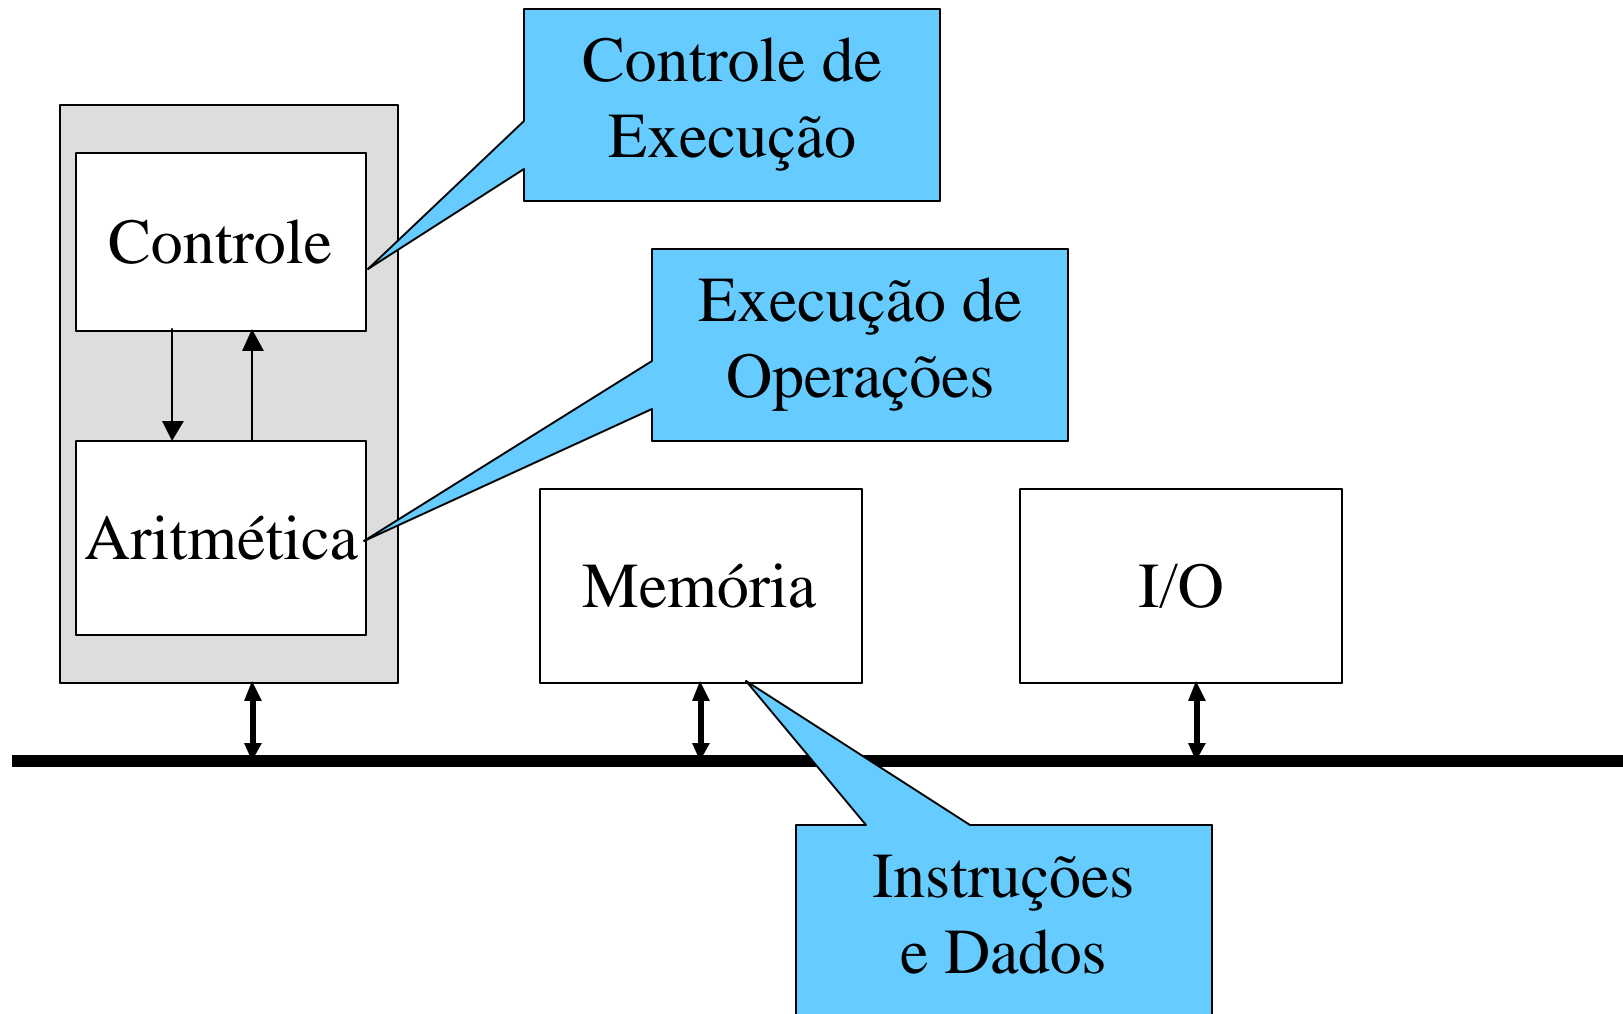 Controle de
Execução
Controle
Execução de
Operações
Aritmética
Memória
I/O
Instruções
e Dados